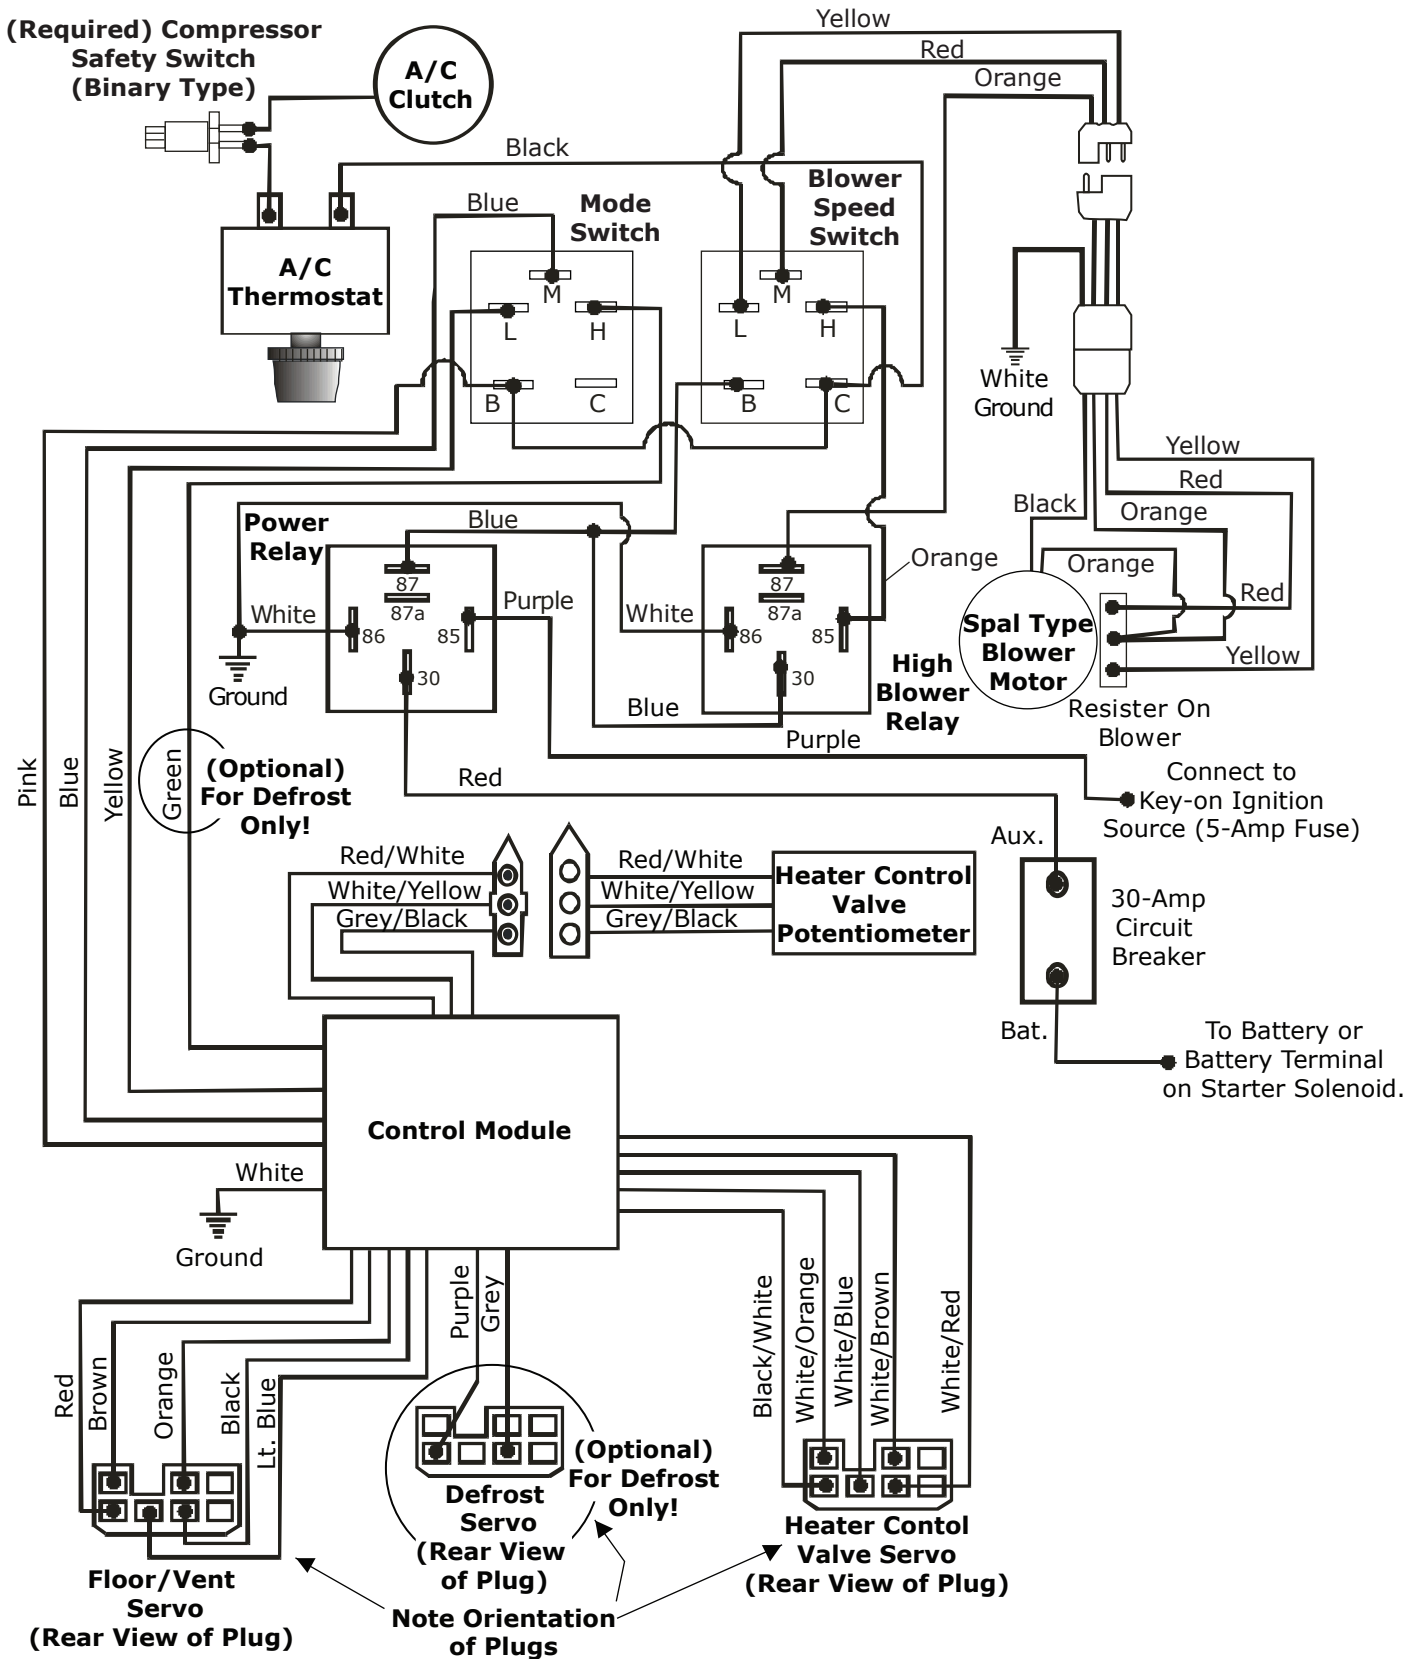 (Required) Compressor
Safety Switch
(Binary Type)
A/C
Clutch
Yellow
Red
Orange
Black
Blue
Mode
Switch
Blower
Speed
Switch
A/C
Thermostat
M
L
H
B
C
M
L
H
B
C
White
Ground
Yellow
Red
Black
Orange
Orange
Red
Yellow
Spal Type
Blower
Motor
Resister On
Blower
Power
Relay
Blue
87
87a
86
85
30
White
Purple
Ground
White
87
87a
86
85
30
Orange
High
Blower
Relay
Blue
Purple
Red
Connect to
Key-on Ignition
Source (5-Amp Fuse)
Pink
Blue
Yellow
Green
(Optional)
For Defrost
Only!
Aux.
30-Amp
Circuit
Breaker
Bat.
To Battery or
Battery Terminal
on Starter Solenoid.
Red/White
White/Yellow
Grey/Black
Red/White
White/Yellow
Grey/Black
Heater Control
Valve
Potentiometer
Control Module
White
Ground
Red
Brown
Orange
Black
Lt. Blue
Purple
Grey
Black/White
White/Orange
White/Blue
White/Brown
White/Red
(Optional)
For Defrost
Only!
Defrost
Servo
(Rear View
of Plug)
Heater Contol
Valve Servo
(Rear View of Plug)
Floor/Vent
Servo
(Rear View of Plug)
Note Orientation
of Plugs